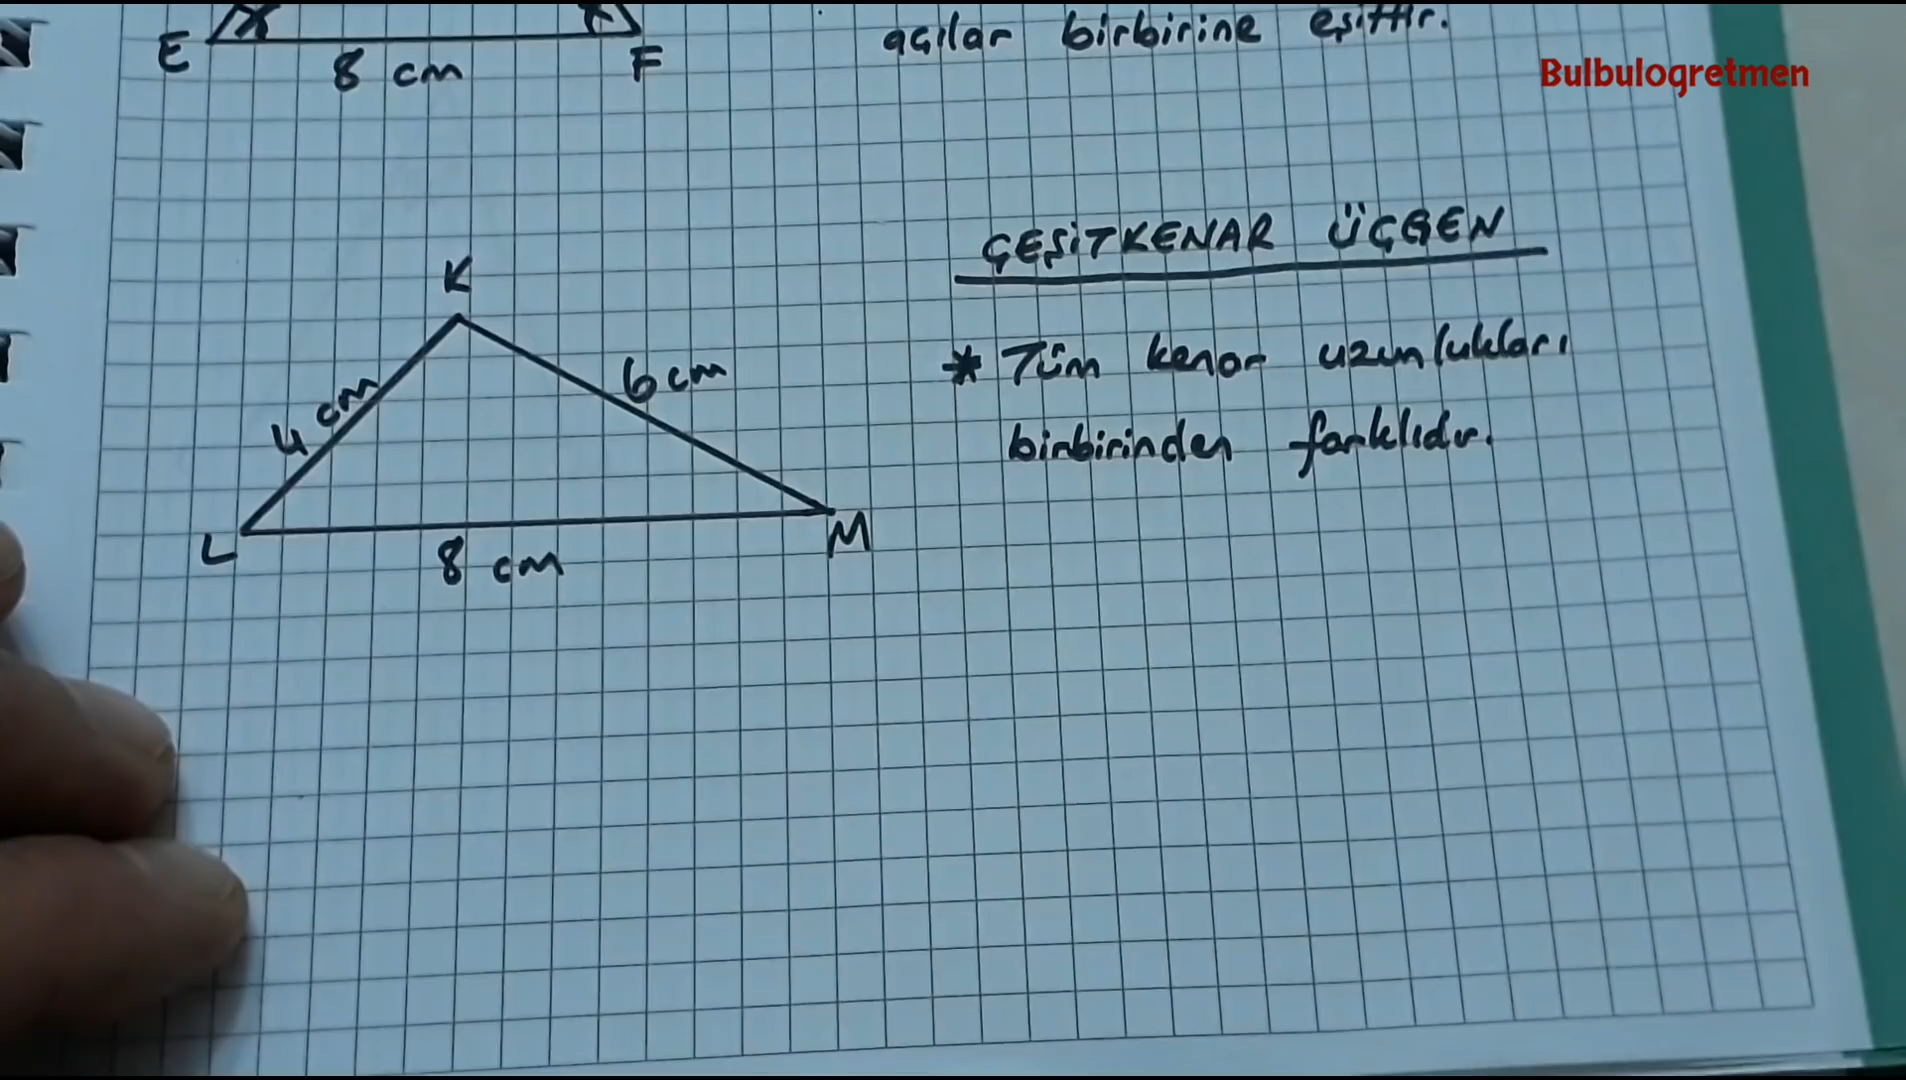 açılar birbirine eşittir.
E
8 cm
F
Bulbulogretmen
ÇEŞİTKENAR ÜÇGEN
K
4 cm
6 cm
* Tüm kenar uzunlukları
birbirinden farklıdır.
L
8 cm
M